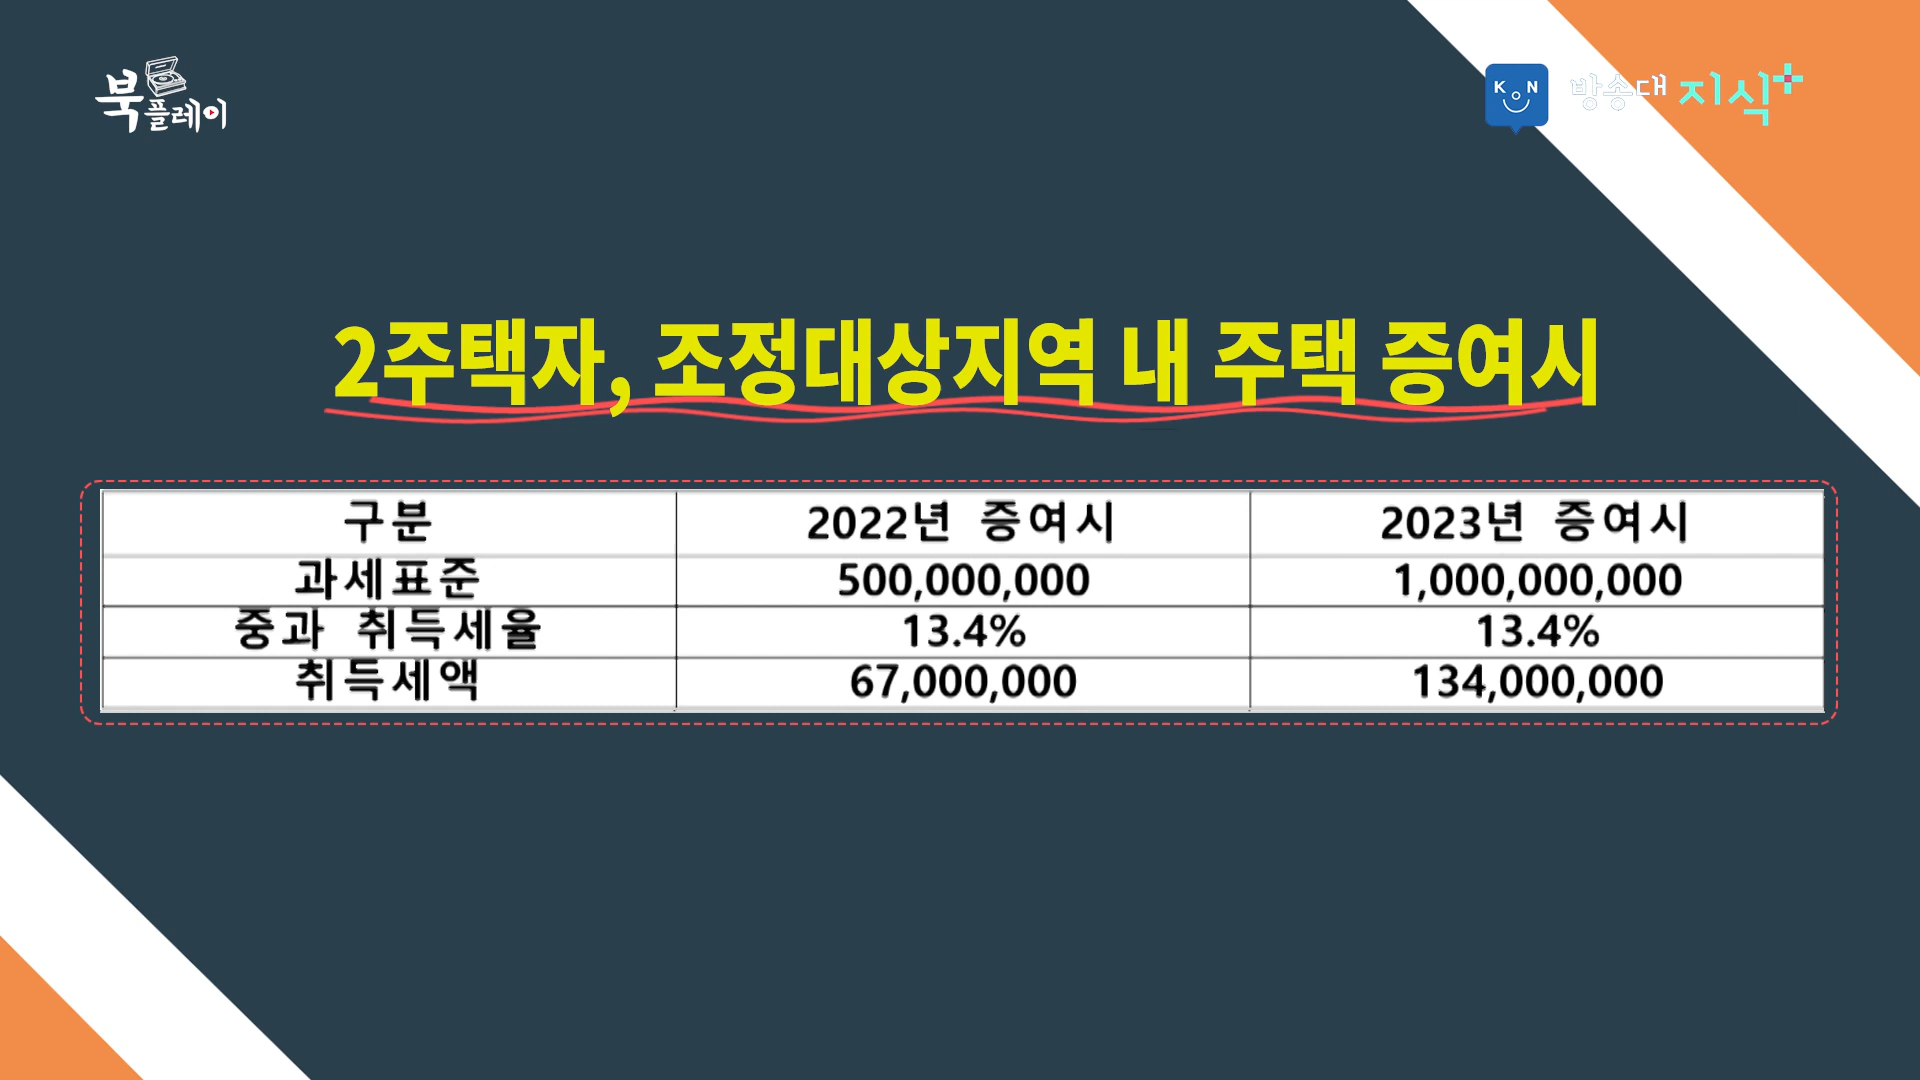 북플레이
KNOU 방송대 지식+
2주택자, 조정대상지역 내 주택 증여시
구분 2022년 증여시 2023년 증여시
과세표준 500,000,000 1,000,000,000
중과 취득세율 13.4% 13.4%
취득세액 67,000,000 134,000,000